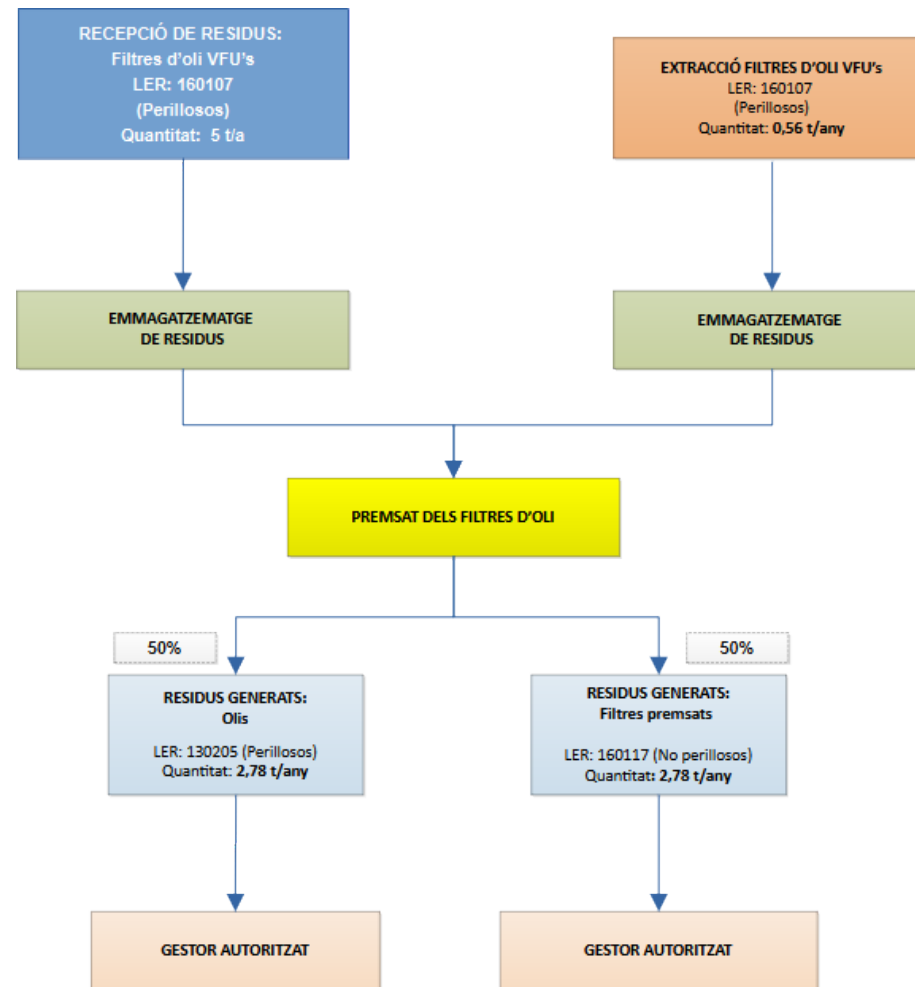 RECEPCIÓ DE RESIDUS:
Filtres d'oli VFU's
LER: 160107
(Perillosos)
Quantitat: 5 t/a
EXTRACCIÓ FILTRES D'OLI VFU's
LER: 160107
(Perillosos)
Quantitat: 0,56 t/any
EMMAGATZEMATGE
DE RESIDUS
EMMAGATZEMATGE
DE RESIDUS
PREMSAT DELS FILTRES D'OLI
50%
50%
RESIDUS GENERATS:
Olis
LER: 130205 (Perillosos)
Quantitat: 2,78 t/any
RESIDUS GENERATS:
Filtres premsats
LER: 160117 (No perillosos)
Quantitat: 2,78 t/any
GESTOR AUTORITZAT
GESTOR AUTORITZAT